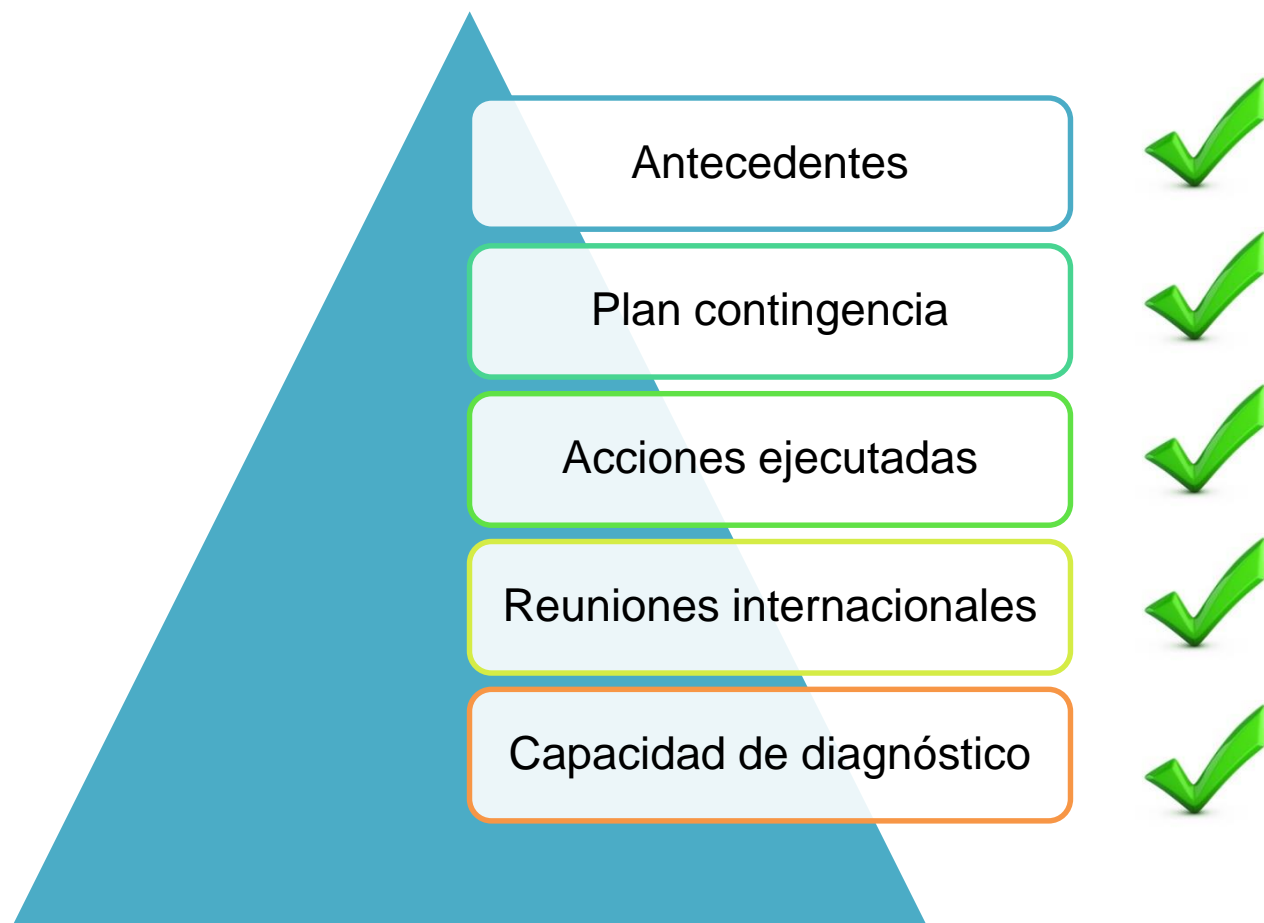 Antecedentes
Plan contingencia
Acciones ejecutadas
Reuniones internacionales
Capacidad de diagnóstico